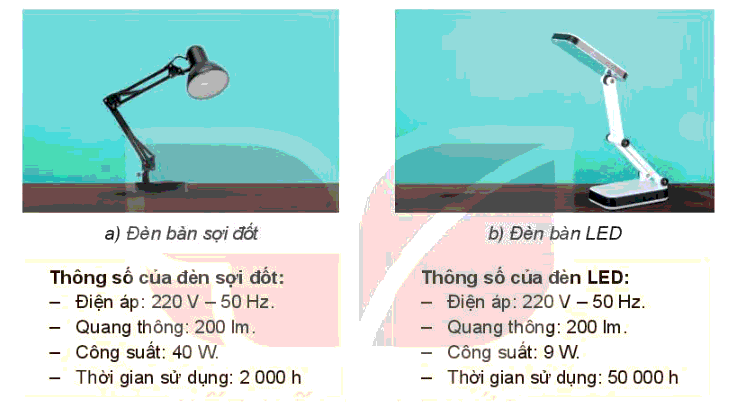 a) Đèn bàn sợi đốt
b) Đèn bàn LED
Thông số của đèn sợi đốt:
– Điện áp: 220 V – 50 Hz.
– Quang thông: 200 lm.
– Công suất: 40 W.
– Thời gian sử dụng: 2 000 h
Thông số của đèn LED:
– Điện áp: 220 V – 50 Hz.
– Quang thông: 200 lm.
– Công suất: 9 W.
– Thời gian sử dụng: 50 000 h